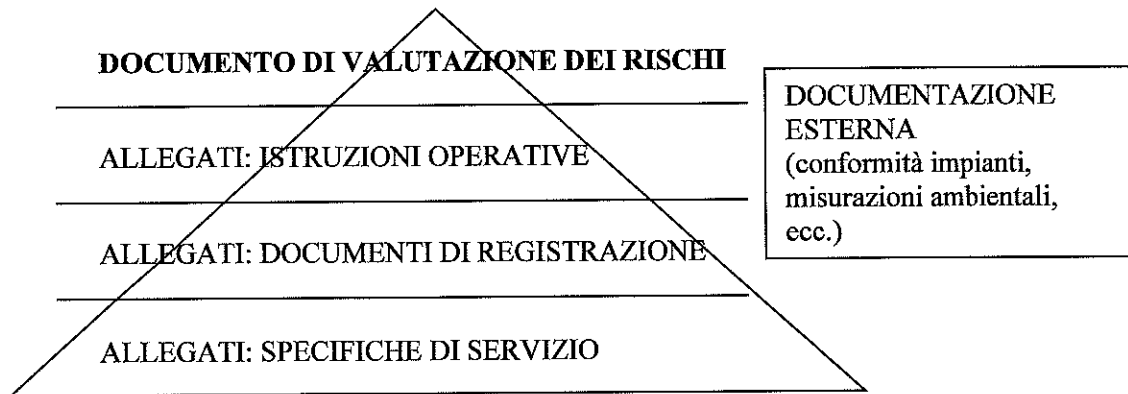 DOCUMENTO DI VALUTAZIONE DEI RISCHI
ALLEGATI: ISTRUZIONI OPERATIVE
ALLEGATI: DOCUMENTI DI REGISTRAZIONE
ALLEGATI: SPECIFICHE DI SERVIZIO
DOCUMENTAZIONE
ESTERNA
(conformità impianti,
misurazioni ambientali,
ecc.)